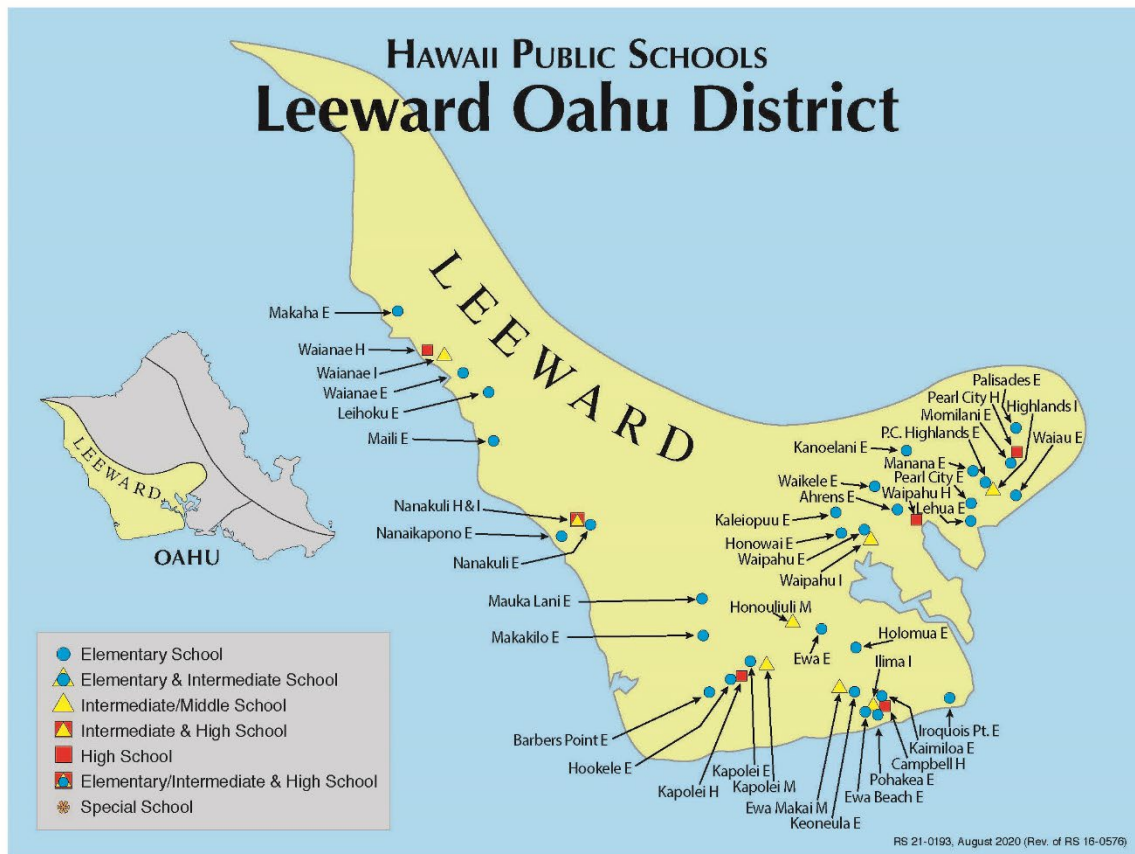 HAWAII PUBLIC SCHOOLS
Leeward Oahu District
LEEWARD
Makaha E
Waianae H
Waianae I
Waianae E
Leihoku E
Maili E
Nanakuli H & I
Nanaikapono E
Nanakuli E
Mauka Lani E
Makakilo E
Barbers Point E
Hookele E
Kapolei H
Kapolei E
Kapolei M
Ewa Makai M
Keoneula E
Ewa Beach E
Pohakea E
Campbell H
Kaimiloa E
Iroquois Pt. E
Ilima I
Holomua E
Ewa E
Honouliuli M
Waipahu I
Waipahu E
Honowai E
Kaleiopuu E
Ahrens E
Waikele E
Kanoelani E
Palisades E
Pearl City H
Highlands I
Momilani E
P.C. Highlands E
Waiau E
Manana E
Pearl City E
Waipahu H
Lehua E
LEEWARD
OAHU
Elementary School
Elementary & Intermediate School
Intermediate/Middle School
Intermediate & High School
High School
Elementary/Intermediate & High School
Special School
RS 21-0193, August 2020 (Rev. of RS 16-0576)